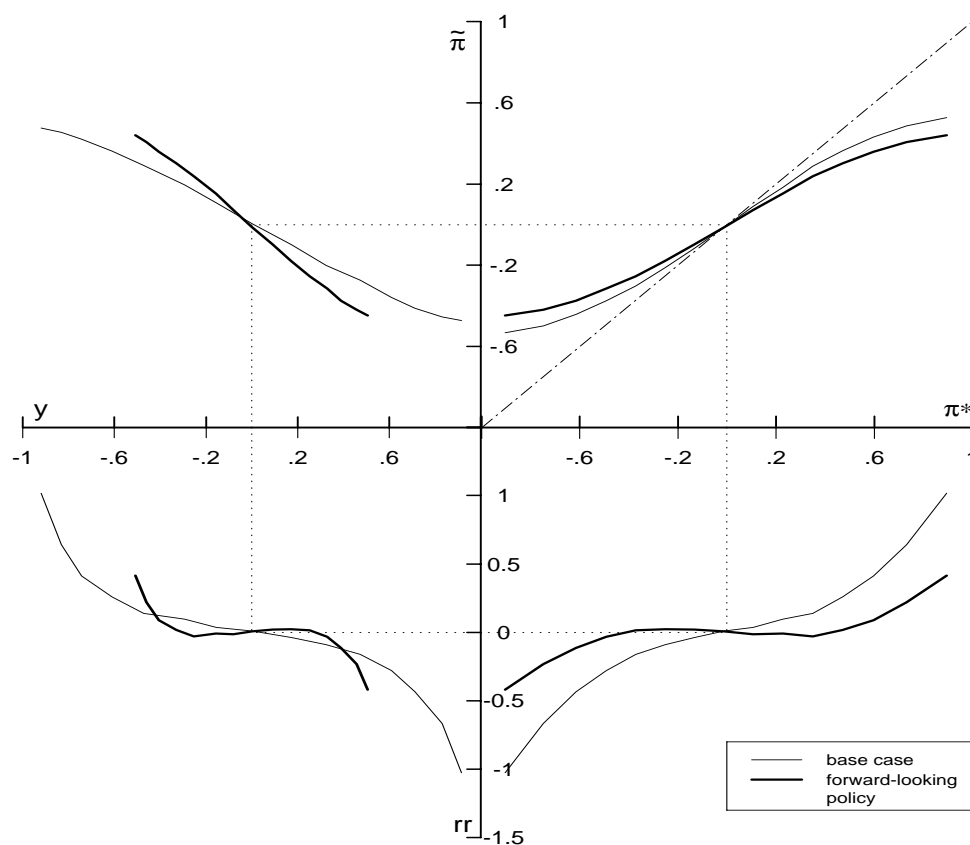 1
π̃
.6
.2
-.2
-.6
y
π*
-1 -.6 -.2 .2 .6 -.6 -.2 .2 .6 1
1
0.5
0
-0.5
-1
base case
forward-looking
policy
rr
-1.5